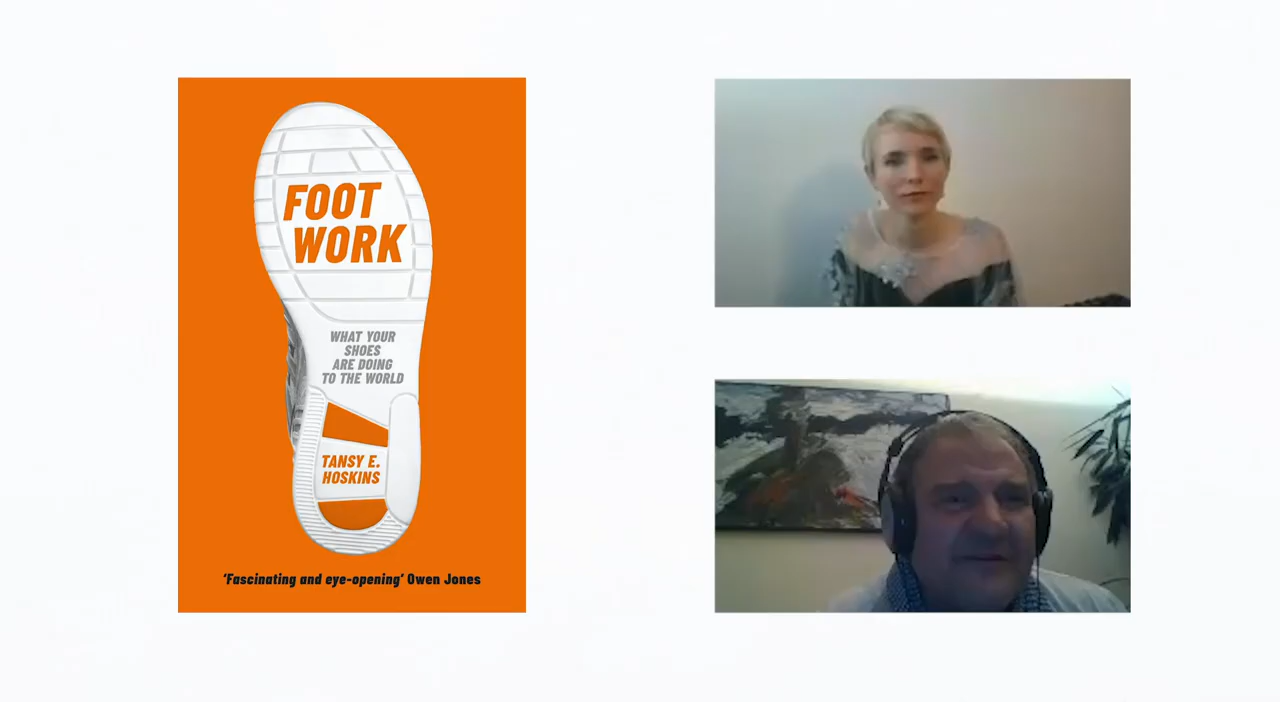 FOOT
WORK
WHAT YOUR
SHOES
ARE DOING
TO THE WORLD
TANSY E.
HOSKINS
‘Fascinating and eye-opening’ Owen Jones